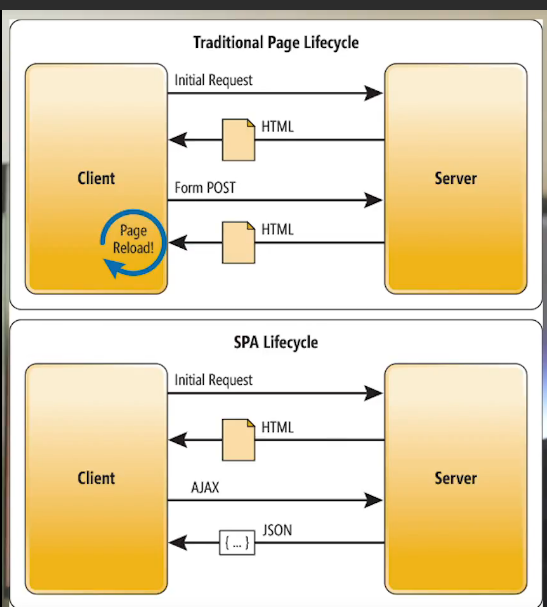 Traditional Page Lifecycle
Initial Request
HTML
Client
Server
Form POST
HTML
Page
Reload!
SPA Lifecycle
Initial Request
HTML
Client
Server
AJAX
JSON
{ ... }